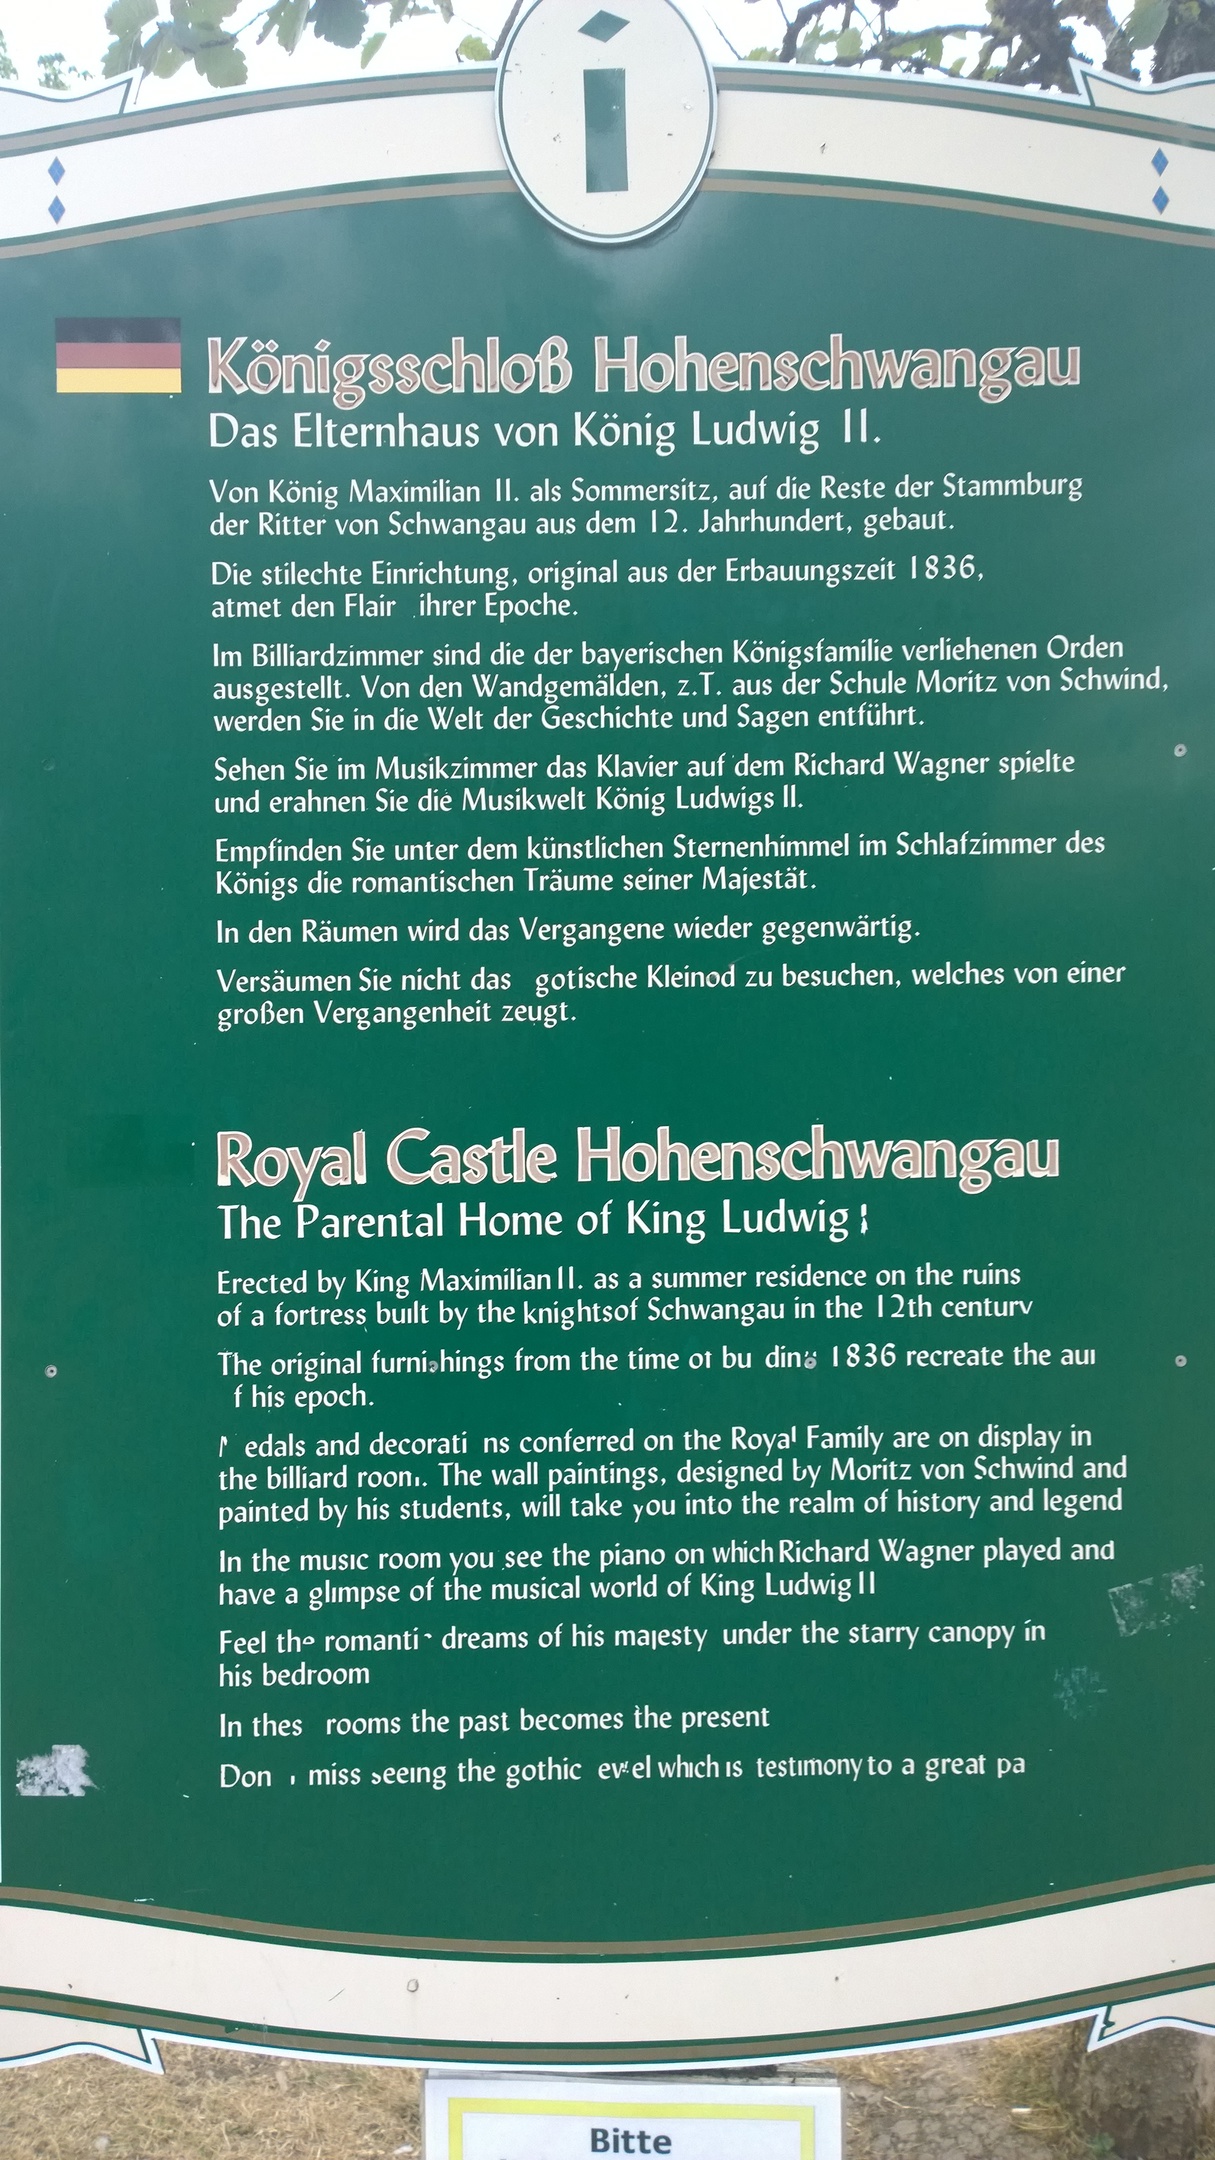 i
Königsschloß Hohenschwangau
Das Elternhaus von König Ludwig II.
Von König Maximilian II. als Sommersitz, auf die Reste der Stammburg
der Ritter von Schwangau aus dem 12. Jahrhundert, gebaut.
Die stilechte Einrichtung, original aus der Erbauungszeit 1836,
atmet den Flair ihrer Epoche.
Im Billiardzimmer sind die der bayerischen Königsfamilie verliehenen Orden
ausgestellt. Von den Wandgemälden, z.T. aus der Schule Moritz von Schwind,
werden Sie in die Welt der Geschichte und Sagen entführt.
Sehen Sie im Musikzimmer das Klavier auf dem Richard Wagner spielte
und erahnen Sie die Musikwelt König Ludwigs II.
Empfinden Sie unter dem künstlichen Sternenhimmel im Schlafzimmer des
Königs die romantischen Träume seiner Majestät.
In den Räumen wird das Vergangene wieder gegenwärtig.
Versäumen Sie nicht das gotische Kleinod zu besuchen, welches von einer
großen Vergangenheit zeugt.
Royal Castle Hohenschwangau
The Parental Home of King Ludwig
Erected by King Maximilian II. as a summer residence on the ruins
of a fortress built by the knightsof Schwangau in the 12th century
The original furnishings from the time of bu ding 1836 recreate the
f his epoch.
edals and decorati ns conferred on the Royal Family are on display in
the billiard room. The wall paintings, designed by Moritz von Schwind and
painted by his students, will take you into the realm of history and legend
In the music room you see the piano on which Richard Wagner played and
have a glimpse of the musical world of King Ludwig II
Feel the romantic dreams of his majesty under the starry canopy in
his bedroom
In thes rooms the past becomes the present
Don miss seeing the gothic ewel which is testimony to a great pa
Bitte